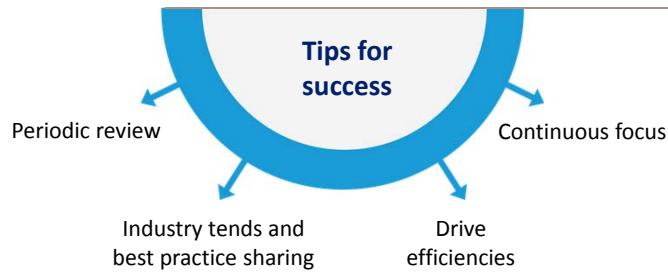 Tips for
success
Periodic review
Continuous focus
Industry tends and
best practice sharing
Drive
efficiencies